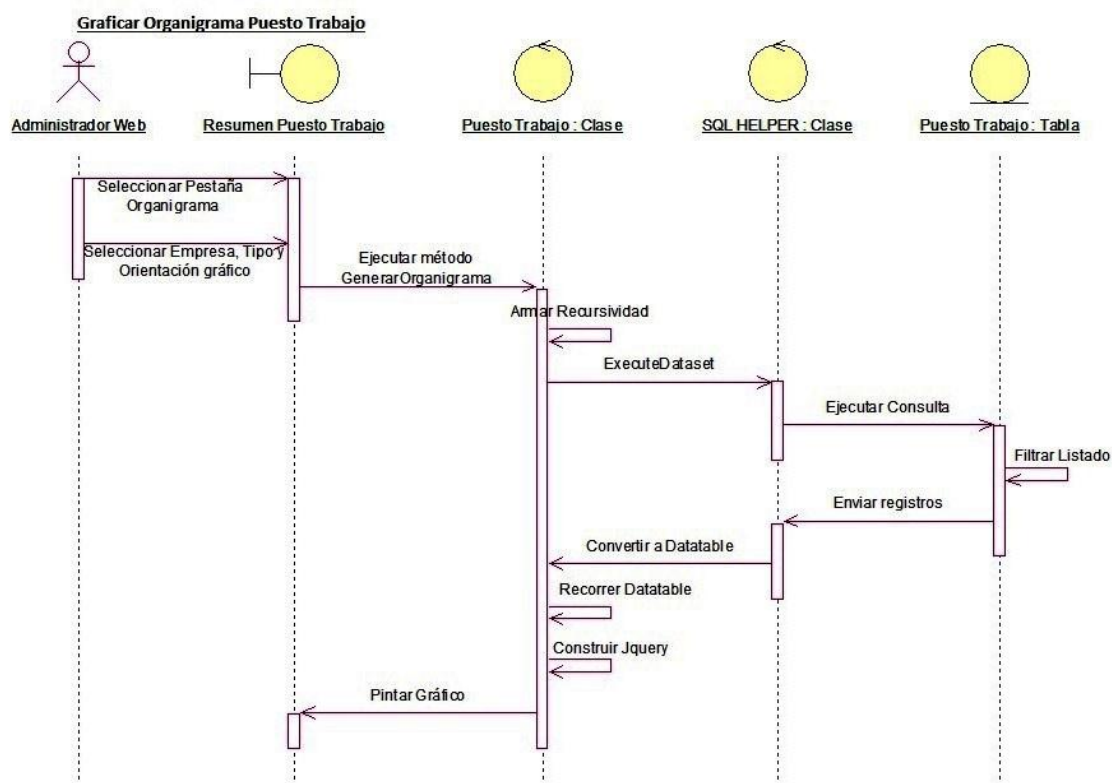 Graficar Organigrama Puesto Trabajo
Administrador Web
Resumen Puesto Trabajo
Puesto Trabajo : Clase
SQL HELPER : Clase
Puesto Trabajo : Tabla
Seleccionar Pestaña
Organigrama
Seleccionar Empresa, Tipo y
Orientación gráfico
Ejecutar método
GenerarOrganigrama
Armar Recursividad
ExecuteDataset
Ejecutar Consulta
Filtrar Listado
Enviar registros
Convertir a Datatable
Recorrer Datatable
Construir Jquery
Pintar Gráfico